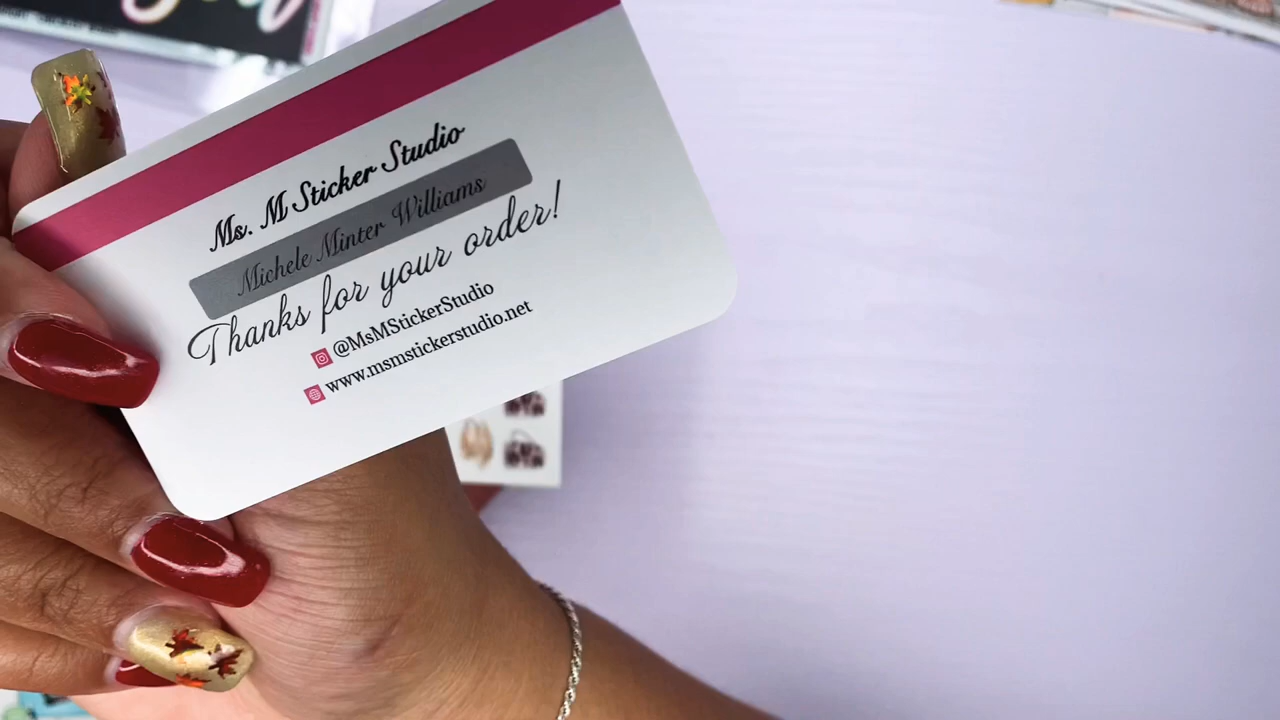 Ms. M Sticker Studio
Michele Minter Williams
Thanks for your order!
@MsMStickerStudio
www.msmstickerstudio.net